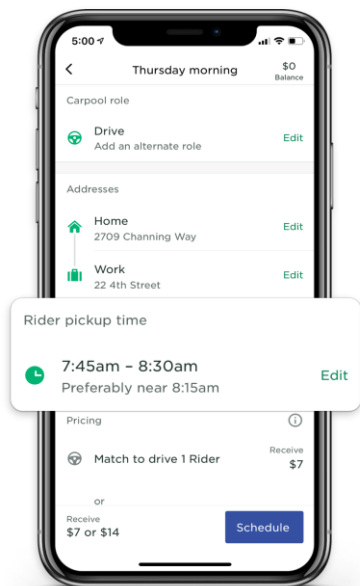 5:00
Thursday morning
$0
Balance
Carpool role
Drive
Add an alternate role
Edit
Addresses
Home
2709 Channing Way
Edit
Work
22 4th Street
Edit
Rider pickup time
7:45am – 8:30am
Preferably near 8:15am
Edit
Pricing
Match to drive 1 Rider
Receive
$7
or
Receive
$7 or $14
Schedule